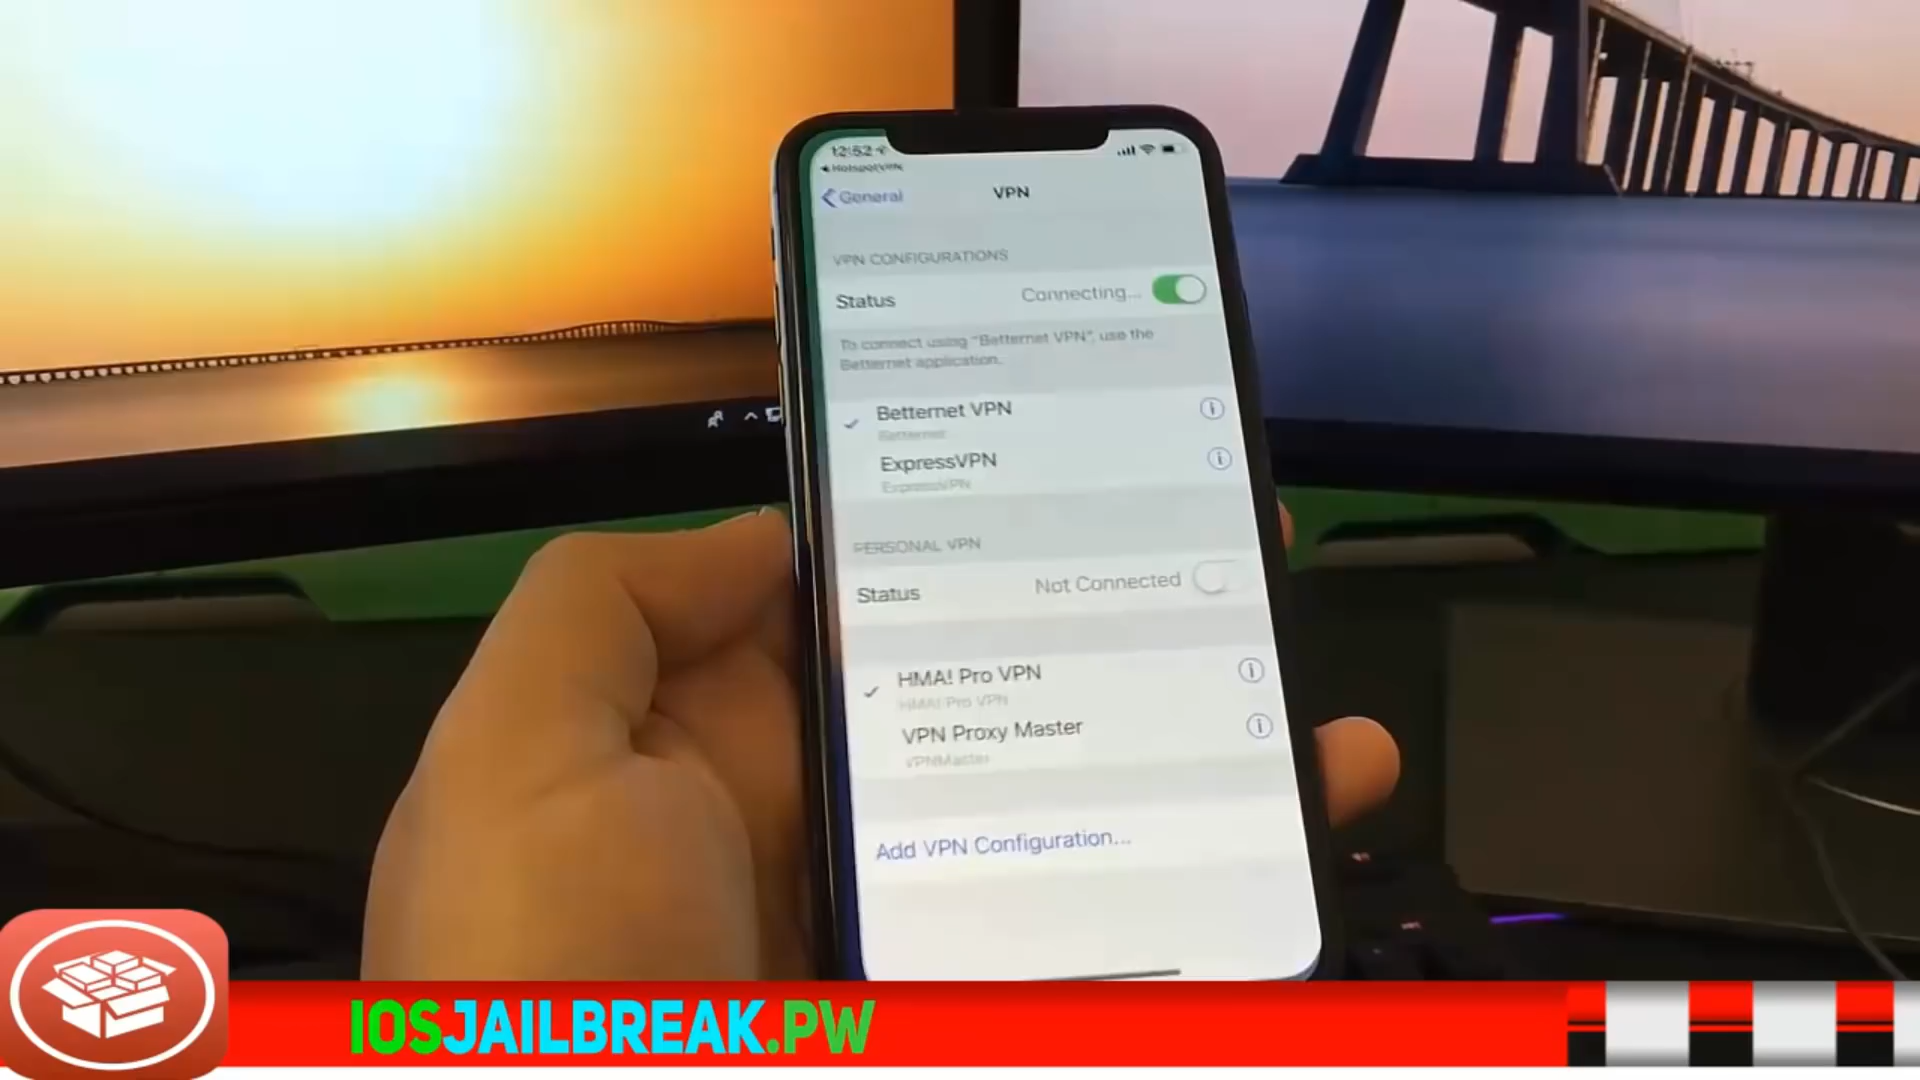 12:52
HotspotVPN
General
VPN
VPN CONFIGURATIONS
Status
Connecting...
To connect using "Betternet VPN", use the
Betternet application.
Betternet VPN
Betternet
ExpressVPN
ExpressVPN
PERSONAL VPN
Status
Not Connected
HMA! Pro VPN
HMA! Pro VPN
VPN Proxy Master
VPNMaster
Add VPN Configuration...
IOSJAILBREAK.PW